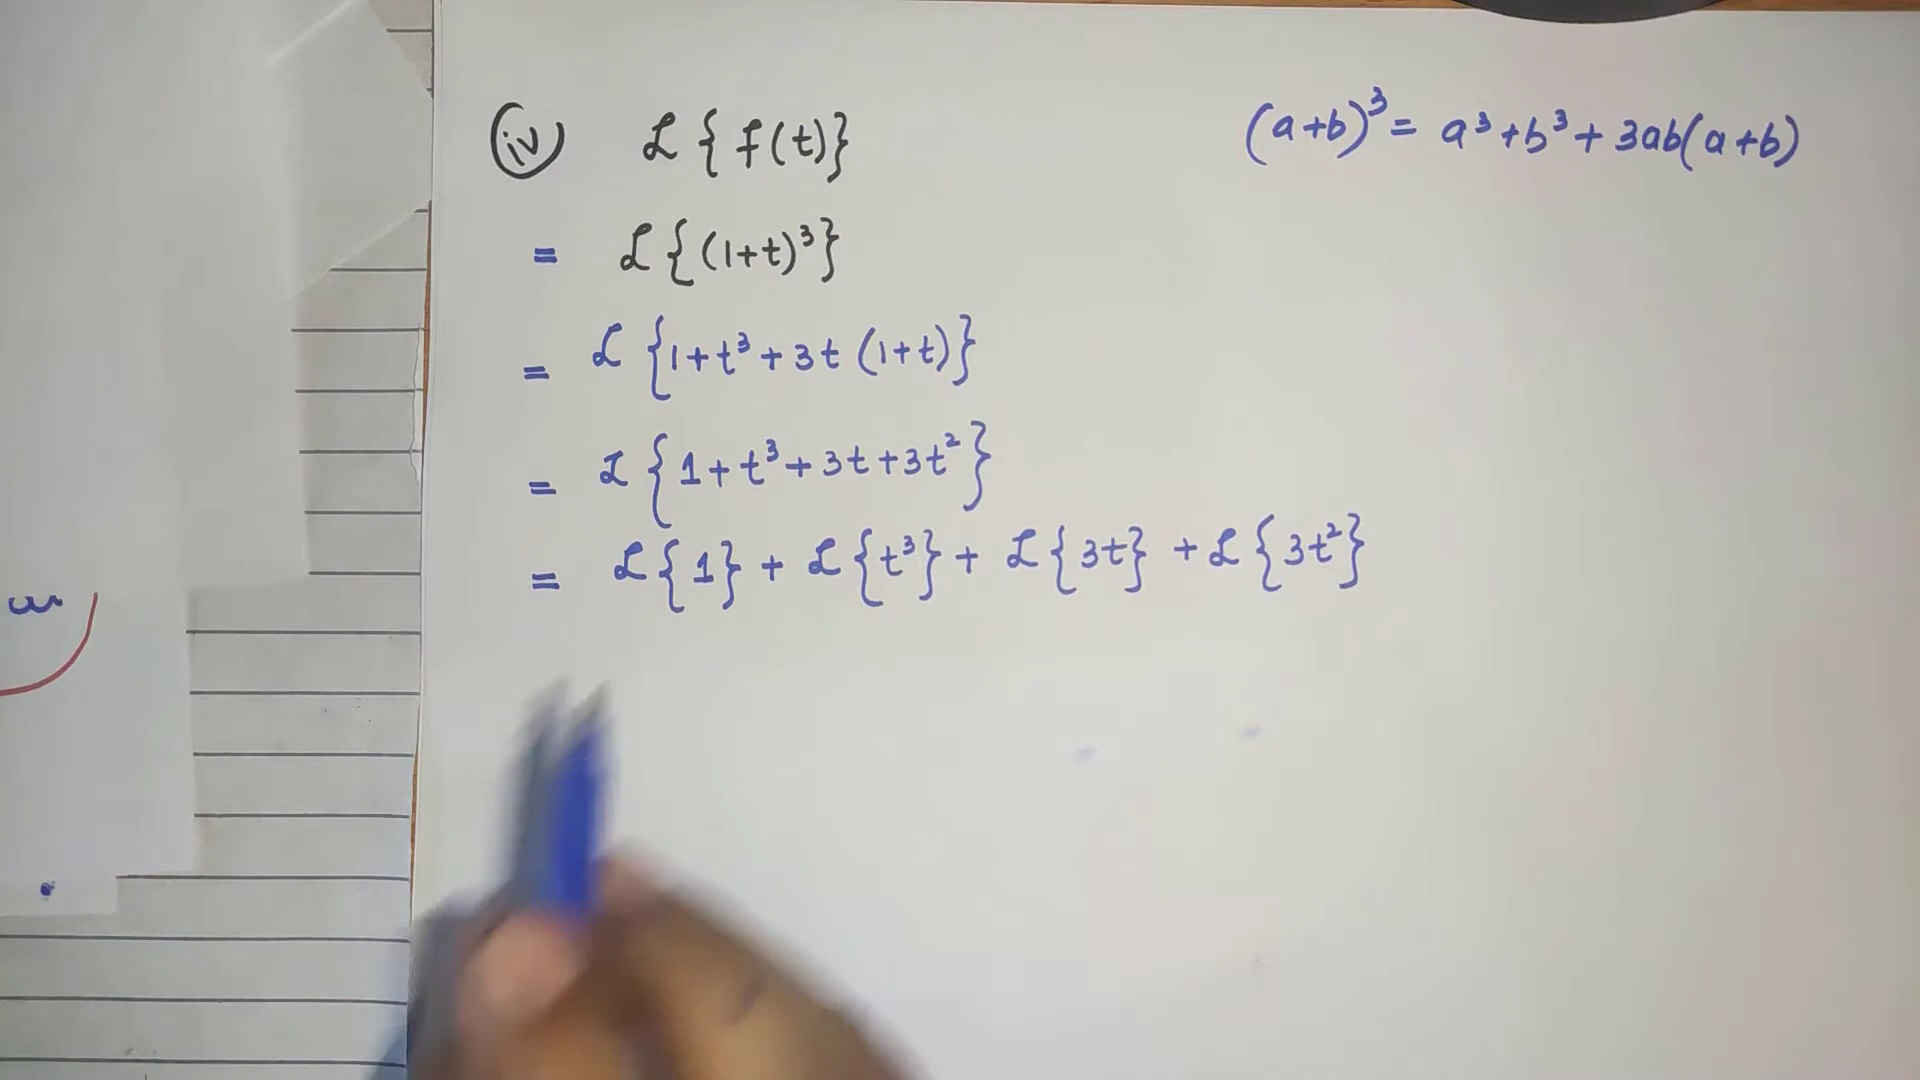 (iv) ℒ{f(t)}
(a+b)³ = a³+b³+3ab(a+b)
= ℒ{(1+t)³}
= ℒ{1+t³+3t(1+t)}
= ℒ{1+t³+3t+3t²}
= ℒ{1} + ℒ{t³} + ℒ{3t} + ℒ{3t²}